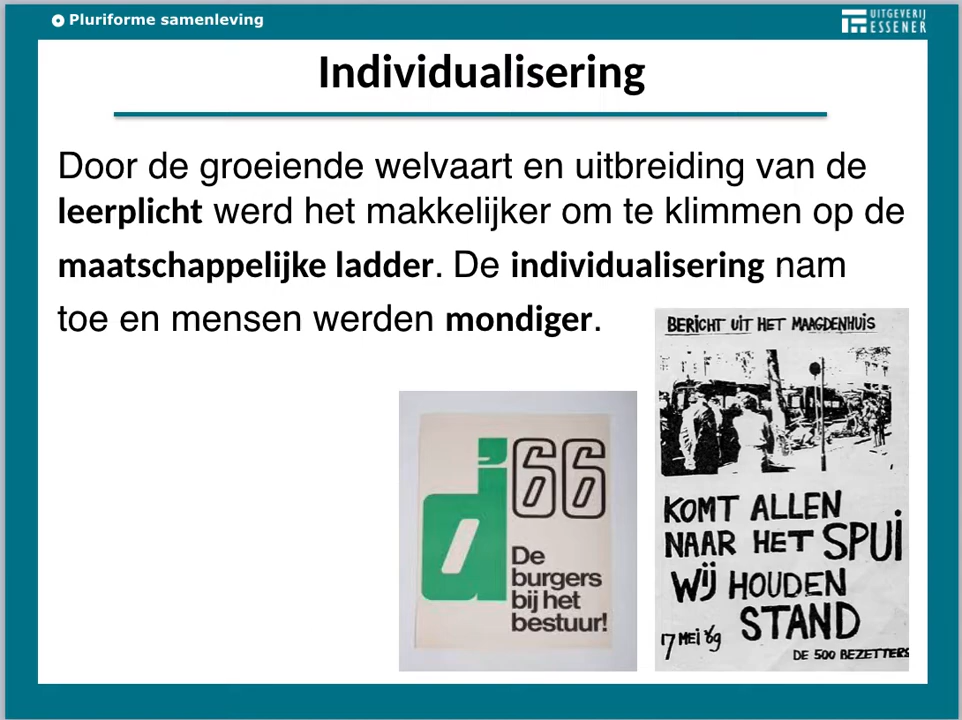 Pluriforme samenleving
UITGEVERIJ
ESSENER
Individualisering
Door de groeiende welvaart en uitbreiding van de
leerplicht werd het makkelijker om te klimmen op de
maatschappelijke ladder. De individualisering nam
toe en mensen werden mondiger.
d'66
De
burgers
bij het
bestuur!
BERICHT UIT HET MAAGDENHUIS
KOMT ALLEN
NAAR HET SPUI
WIJ HOUDEN
STAND
17 MEI '69
DE 500 BEZETTERS